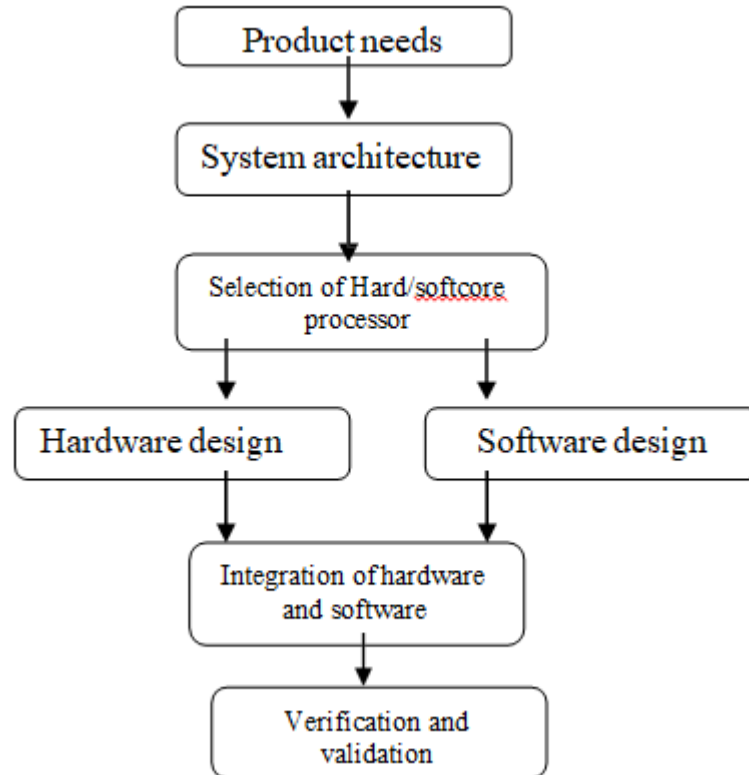 Product needs
System architecture
Selection of Hard/softcore
processor
Hardware design
Software design
Integration of hardware
and software
Verification and
validation